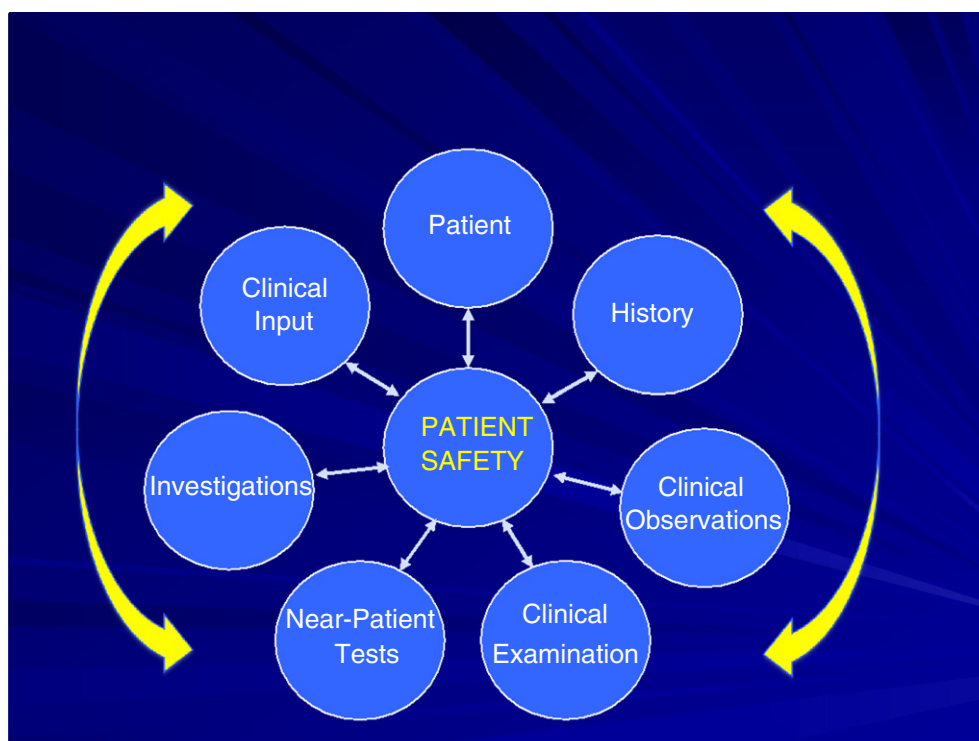 Patient
History
Clinical
Observations
Clinical
Examination
Near-Patient
Tests
Investigations
Clinical
Input
PATIENT
SAFETY